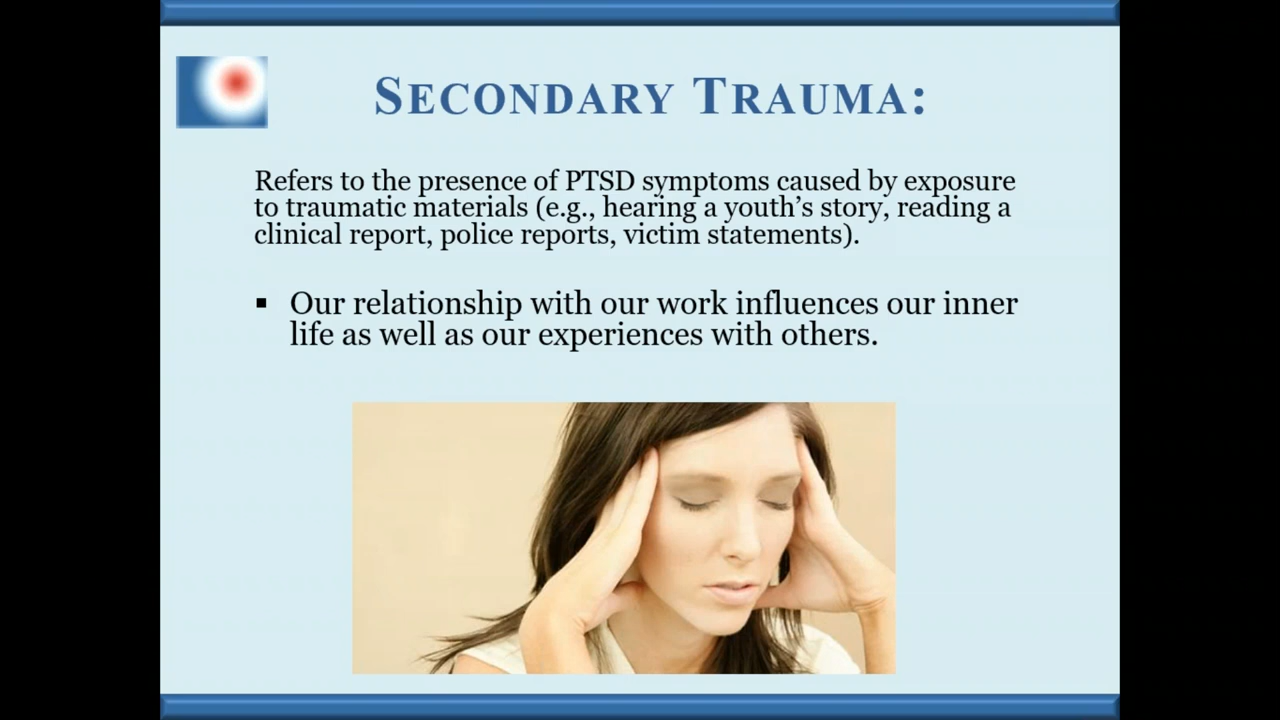 SECONDARY TRAUMA:
Refers to the presence of PTSD symptoms caused by exposure
to traumatic materials (e.g., hearing a youth’s story, reading a
clinical report, police reports, victim statements).
▪ Our relationship with our work influences our inner
life as well as our experiences with others.